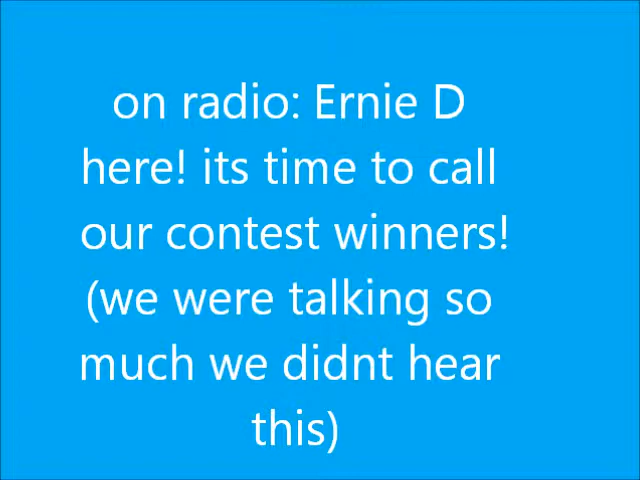 on radio: Ernie D
here! its time to call
our contest winners!
(we were talking so
much we didnt hear
this)